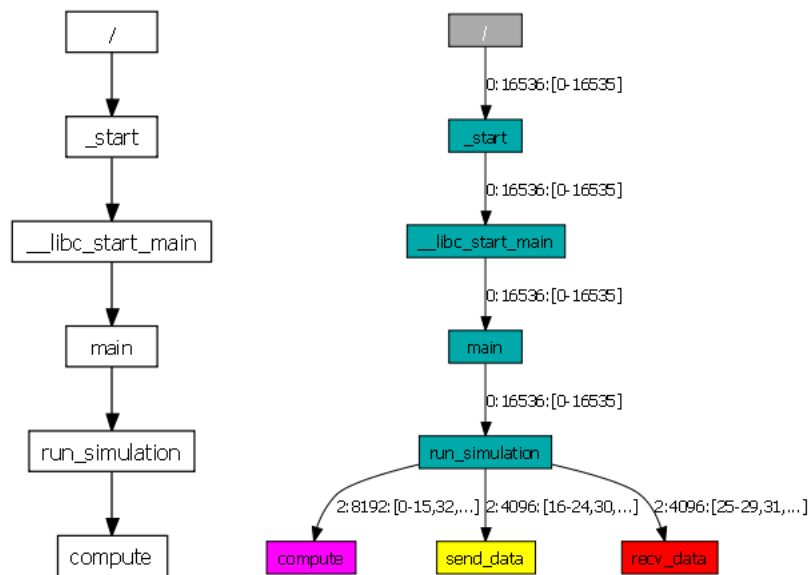 /
_start
__libc_start_main
main
run_simulation
compute
/
0:16536:[0-16535]
_start
0:16536:[0-16535]
__libc_start_main
0:16536:[0-16535]
main
0:16536:[0-16535]
run_simulation
2:8192:[0-15,32,...] 2:4096:[16-24,30,...] 2:4096:[25-29,31,...]
compute send_data recv_data